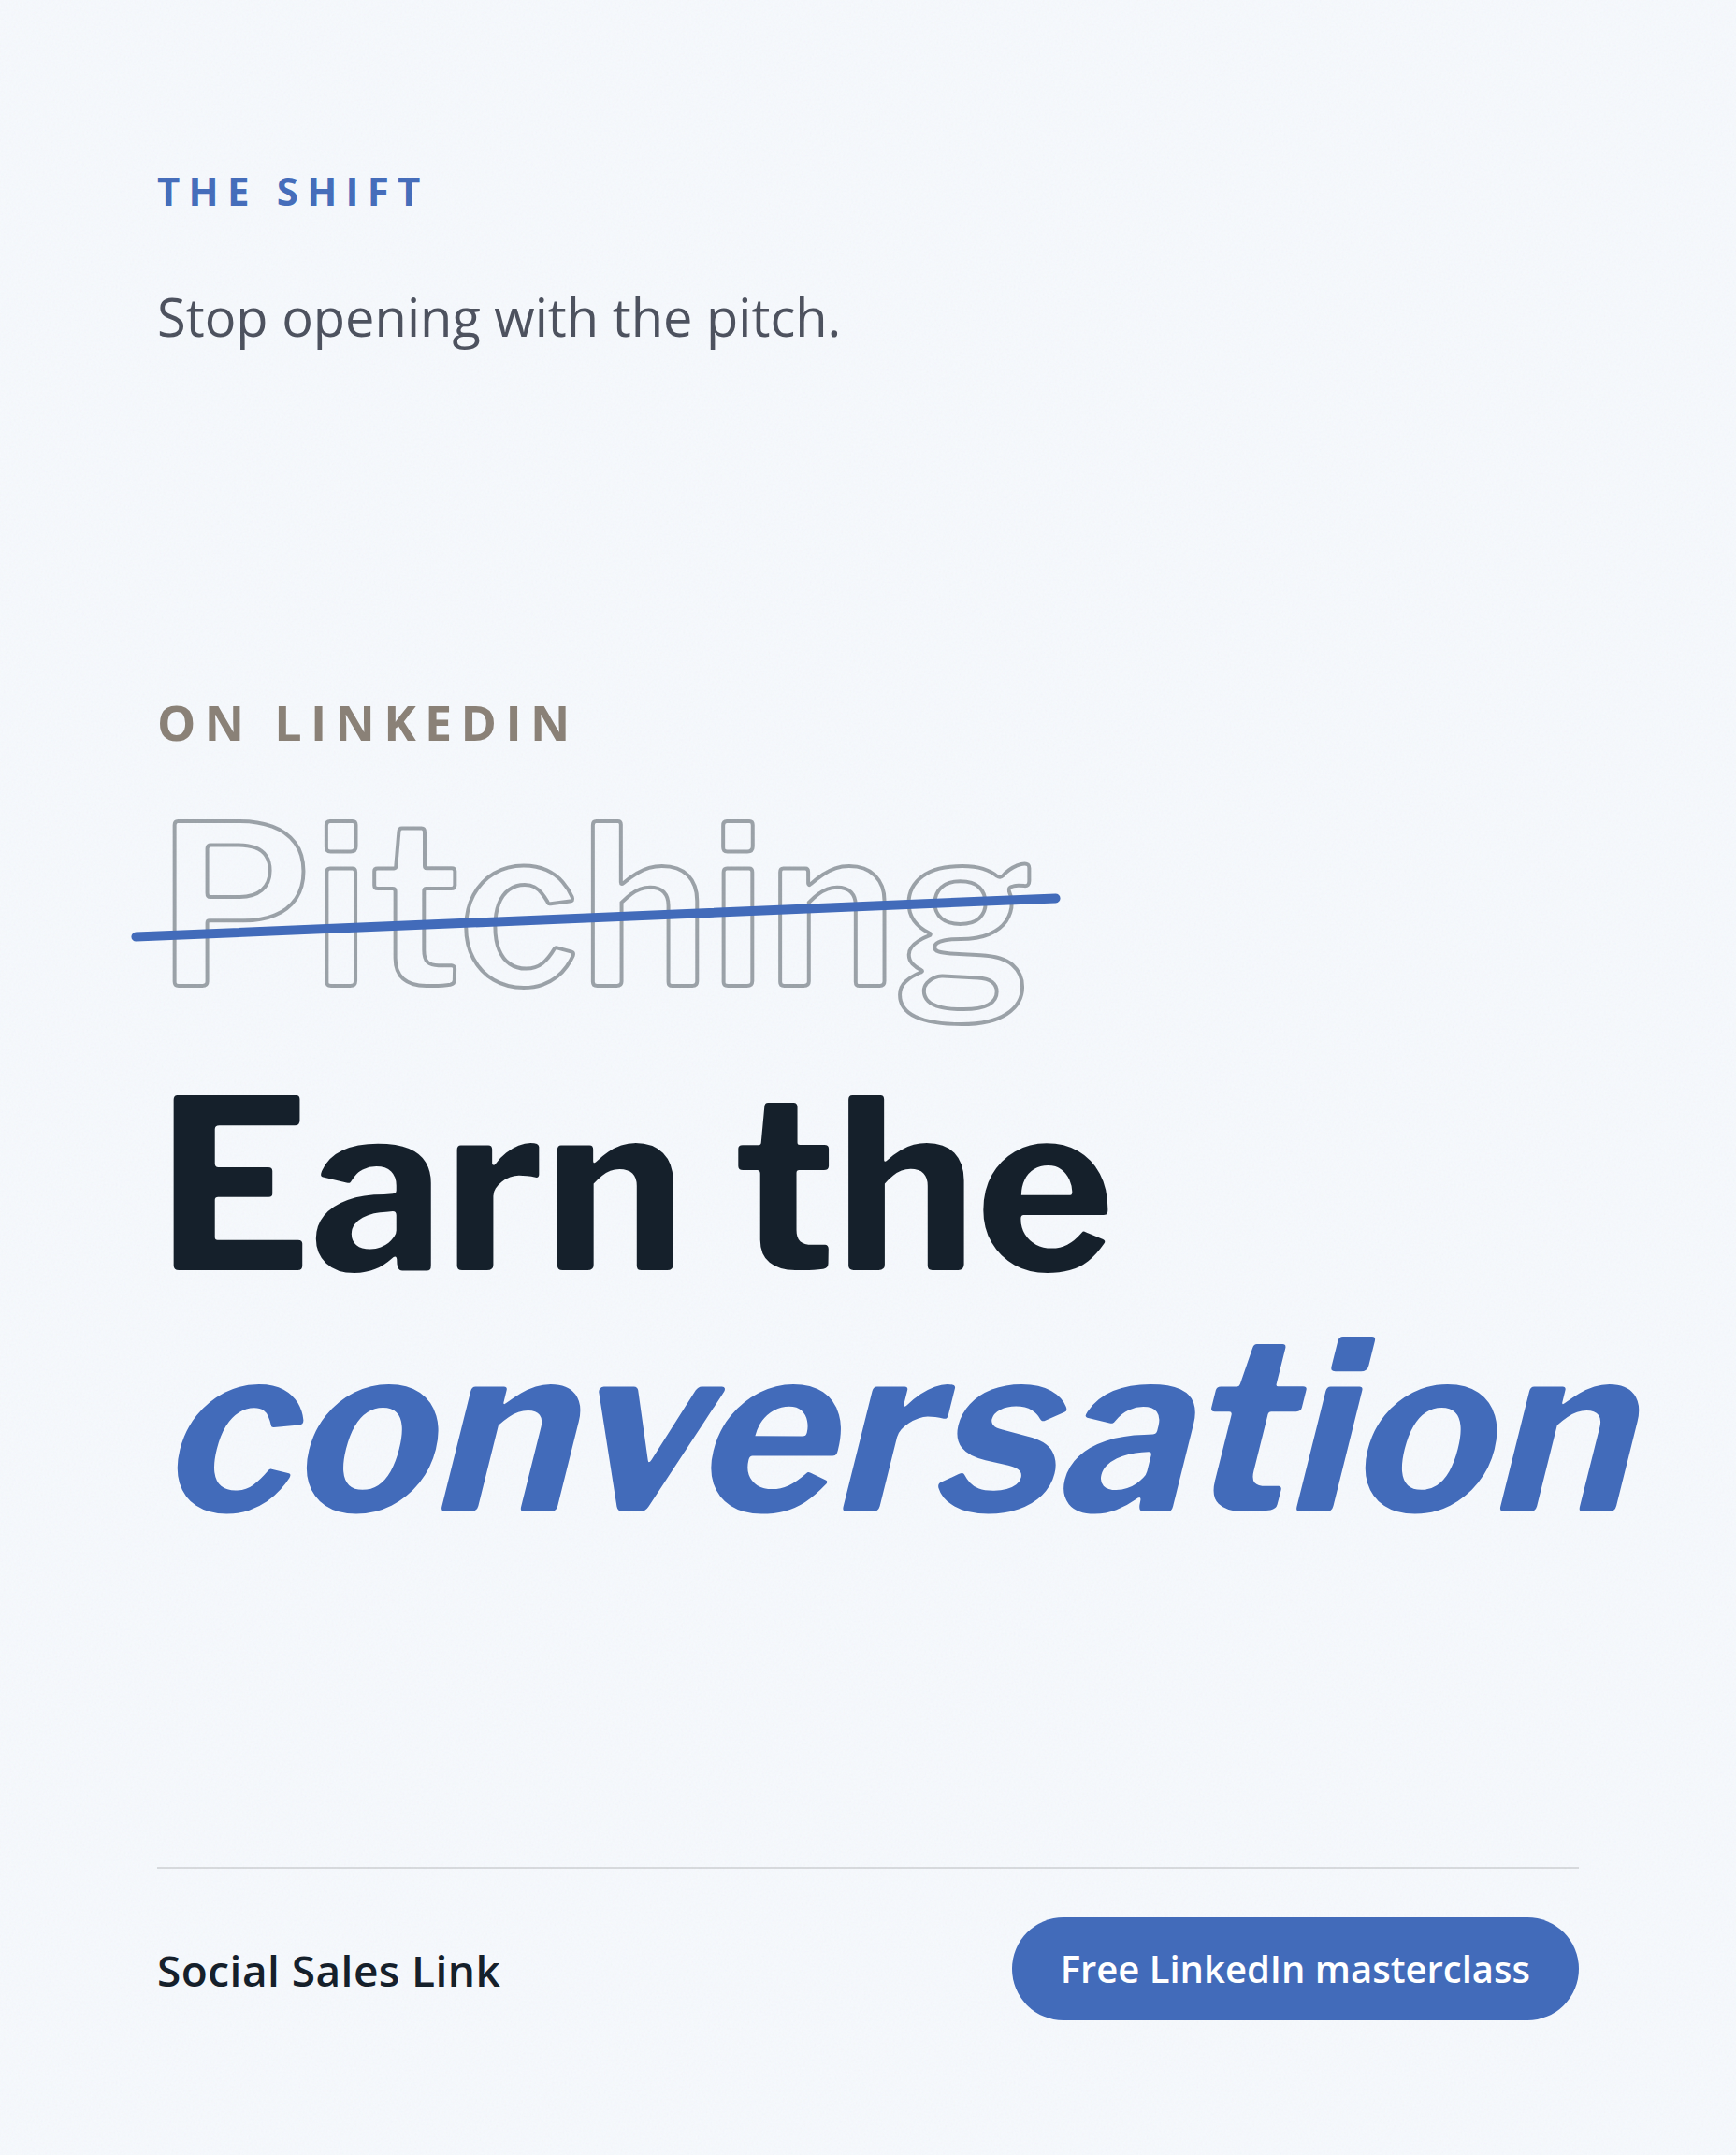 THE SHIFT
Stop opening with the pitch.
ON LINKEDIN
Pitching
Earn the
conversation
Social Sales Link
Free LinkedIn masterclass